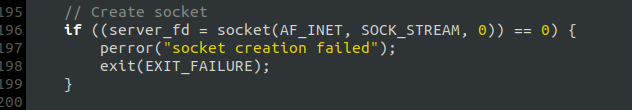 195 // Create socket
196 if ((server_fd = socket(AF_INET, SOCK_STREAM, 0)) == 0) {
197 perror("socket creation failed");
198 exit(EXIT_FAILURE);
199 }
200